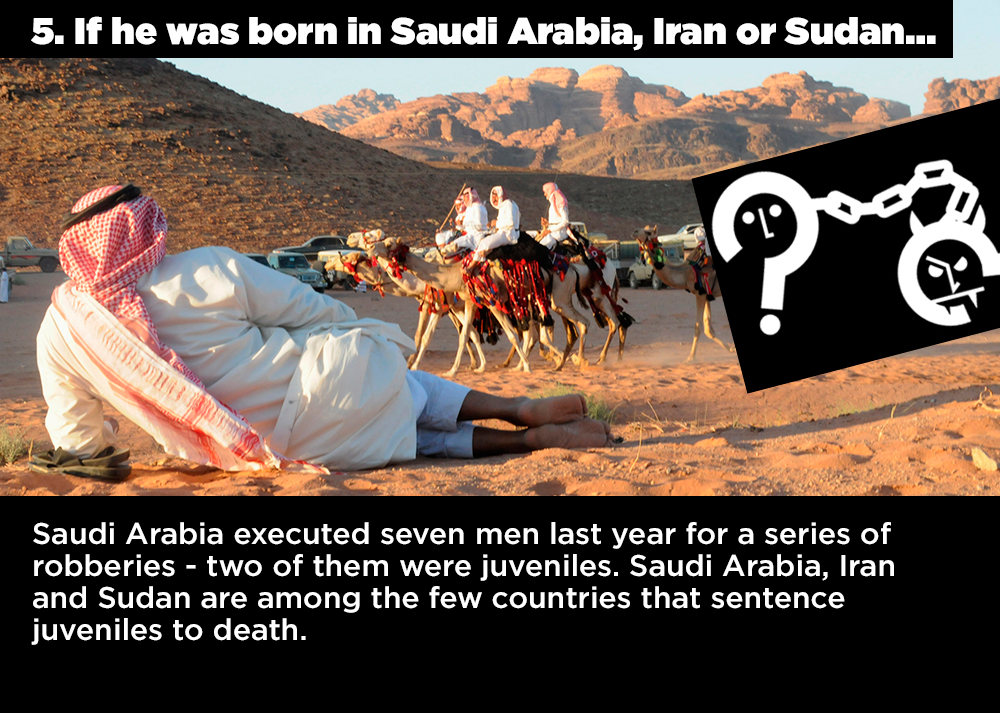 5. If he was born in Saudi Arabia, Iran or Sudan...
Saudi Arabia executed seven men last year for a series of
robberies - two of them were juveniles. Saudi Arabia, Iran
and Sudan are among the few countries that sentence
juveniles to death.